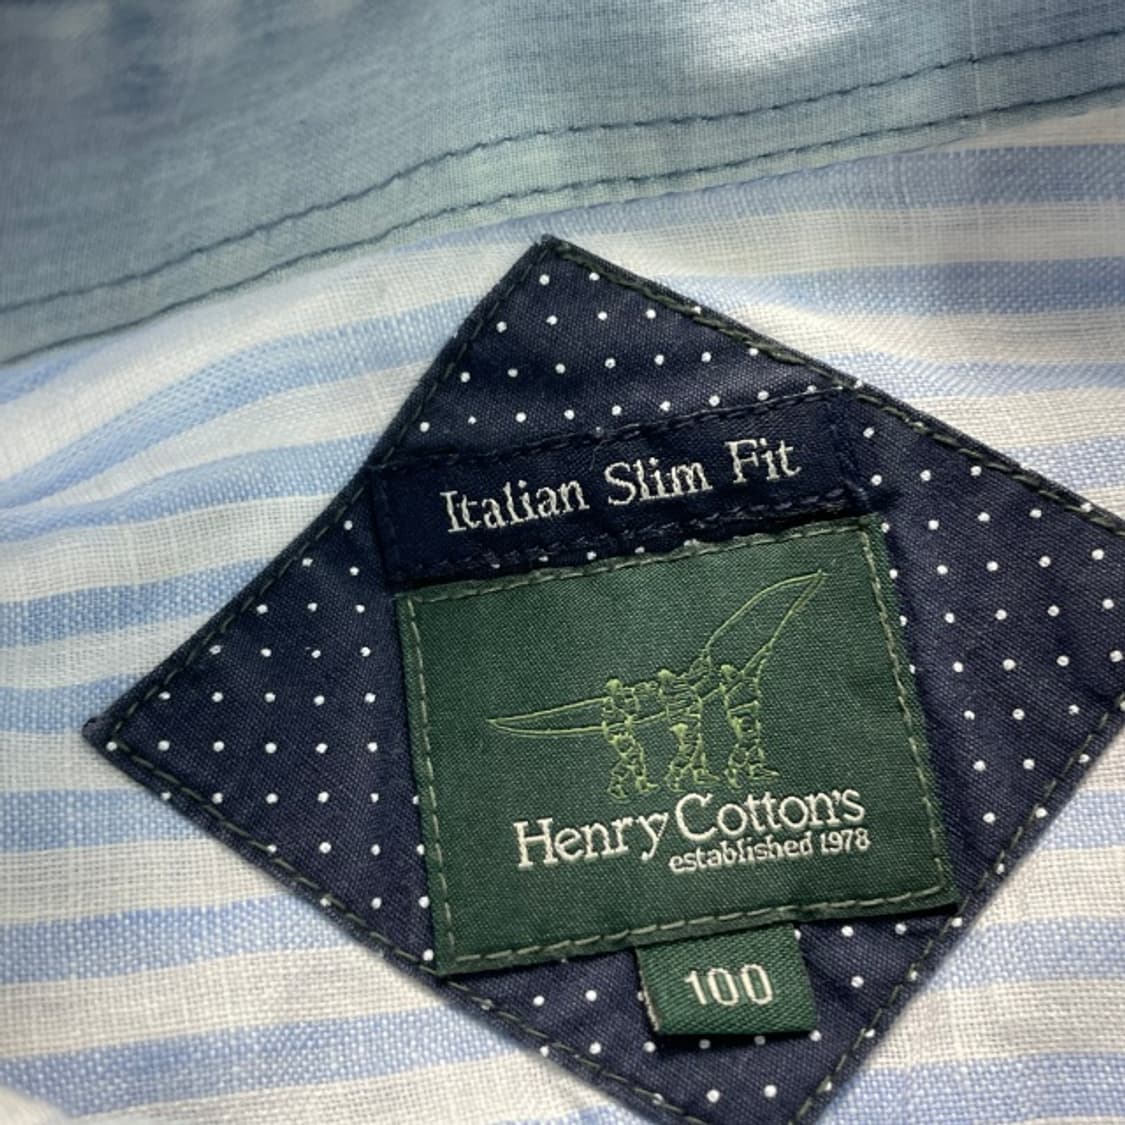 Italian Slim Fit
Henry Cotton's
established 1978
100